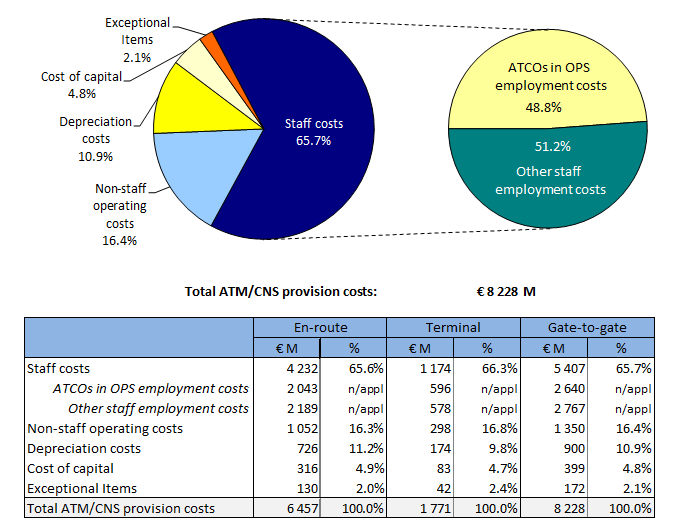 Exceptional
Items
2.1%
Cost of capital
4.8%
Depreciation
costs
10.9%
Non-staff
operating
costs
16.4%
Staff costs
65.7%
ATCOs in OPS
employment costs
48.8%
51.2%
Other staff
employment costs
Total ATM/CNS provision costs: € 8 228 M
En-route Terminal Gate-to-gate
€ M % € M % € M %
Staff costs 4 232 65.6% 1 174 66.3% 5 407 65.7%
ATCOs in OPS employment costs 2 043 n/appl 596 n/appl 2 640 n/appl
Other staff employment costs 2 189 n/appl 578 n/appl 2 767 n/appl
Non-staff operating costs 1 052 16.3% 298 16.8% 1 350 16.4%
Depreciation costs 726 11.2% 174 9.8% 900 10.9%
Cost of capital 316 4.9% 83 4.7% 399 4.8%
Exceptional Items 130 2.0% 42 2.4% 172 2.1%
Total ATM/CNS provision costs 6 457 100.0% 1 771 100.0% 8 228 100.0%